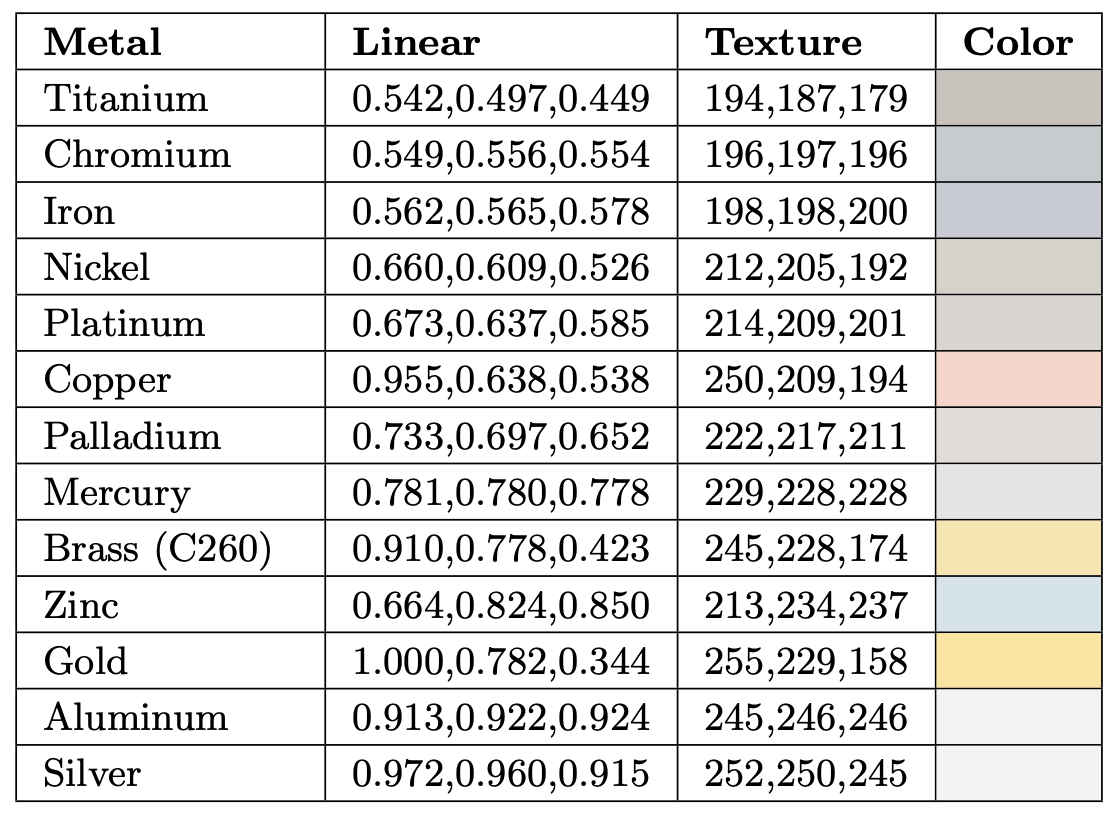 Metal Linear Texture Color
Titanium 0.542,0.497,0.449 194,187,179
Chromium 0.549,0.556,0.554 196,197,196
Iron 0.562,0.565,0.578 198,198,200
Nickel 0.660,0.609,0.526 212,205,192
Platinum 0.673,0.637,0.585 214,209,201
Copper 0.955,0.638,0.538 250,209,194
Palladium 0.733,0.697,0.652 222,217,211
Mercury 0.781,0.780,0.778 229,228,228
Brass (C260) 0.910,0.778,0.423 245,228,174
Zinc 0.664,0.824,0.850 213,234,237
Gold 1.000,0.782,0.344 255,229,158
Aluminum 0.913,0.922,0.924 245,246,246
Silver 0.972,0.960,0.915 252,250,245